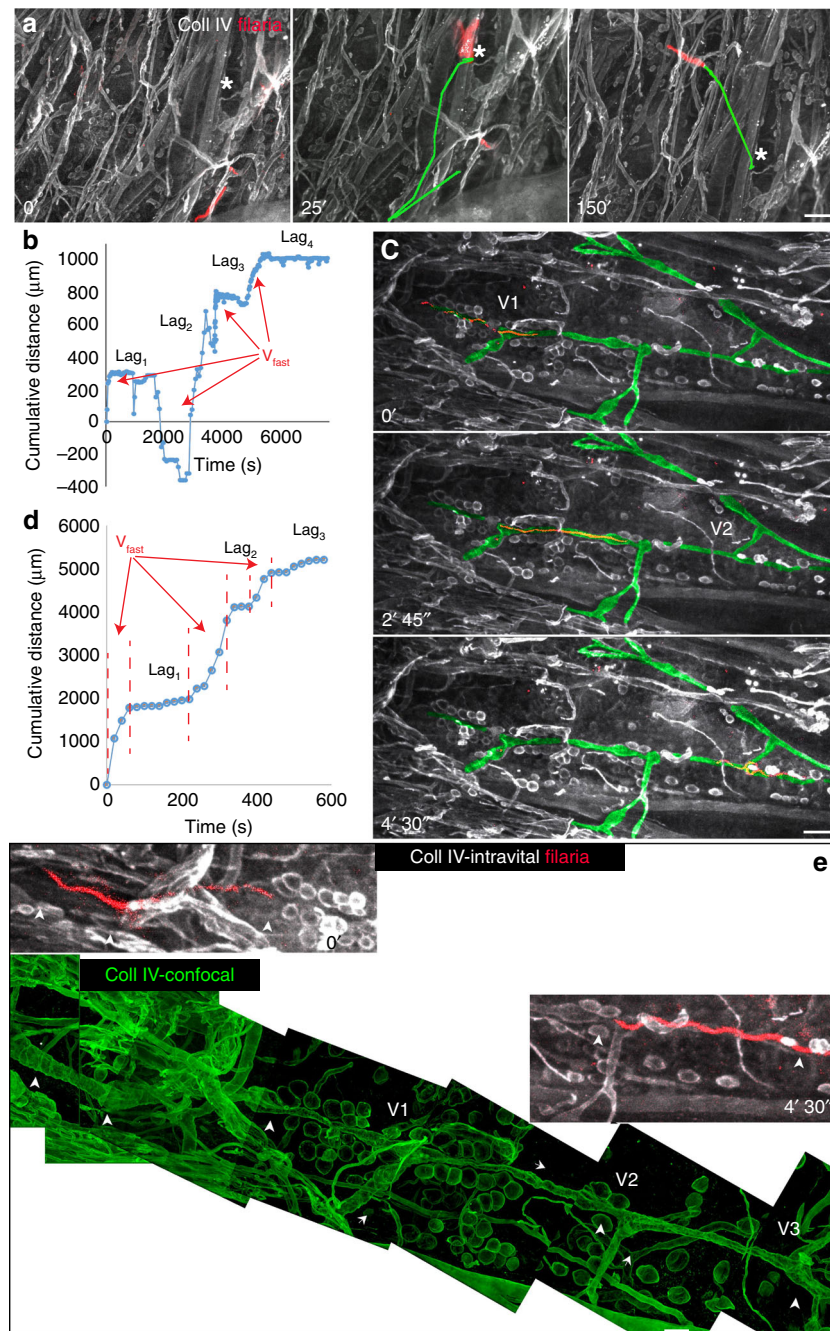 a
Coll IV filaria
*
*
*
0′
25′
150′
b
Cumulative distance (µm)
1000
800
600
400
200
0
–200
–400
0
2000
4000
6000
Time (s)
Lag1
Lag2
Lag3
Lag4
Vfast
C
V1
0′
V2
2′ 45″
4′ 30″
d
Cumulative distance (µm)
6000
5000
4000
3000
2000
1000
0
0
200
400
600
Time (s)
Vfast
Lag1
Lag2
Lag3
Coll IV-intravital filaria
e
0′
Coll IV-confocal
4′ 30″
V1
V2
V3